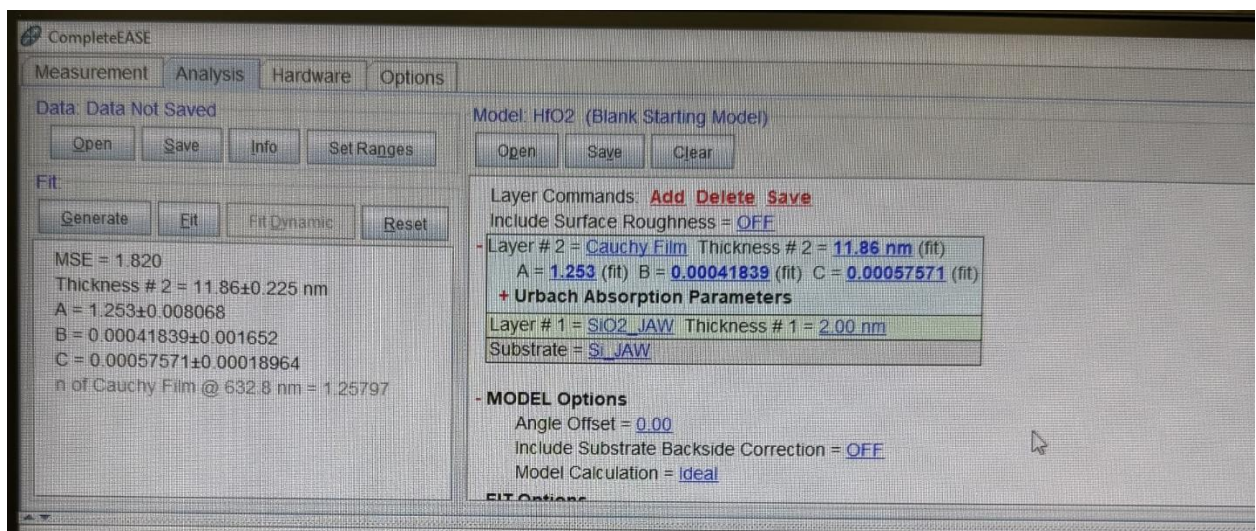 CompleteEASE
Measurement Analysis Hardware Options
Data: Data Not Saved
Open Save Info Set Ranges
Fit:
Generate Fit Fit Dynamic Reset
MSE = 1.820
Thickness # 2 = 11.86±0.225 nm
A = 1.253±0.008068
B = 0.00041839±0.001652
C = 0.00057571±0.00018964
n of Cauchy Film @ 632.8 nm = 1.25797
Model: HfO2 (Blank Starting Model)
Open Save Clear
Layer Commands: Add Delete Save
Include Surface Roughness = OFF
- Layer # 2 = Cauchy Film Thickness # 2 = 11.86 nm (fit)
A = 1.253 (fit) B = 0.00041839 (fit) C = 0.00057571 (fit)
+ Urbach Absorption Parameters
Layer # 1 = SiO2_JAW Thickness # 1 = 2.00 nm
Substrate = Si_JAW
- MODEL Options
Angle Offset = 0.00
Include Substrate Backside Correction = OFF
Model Calculation = Ideal
FIT Options